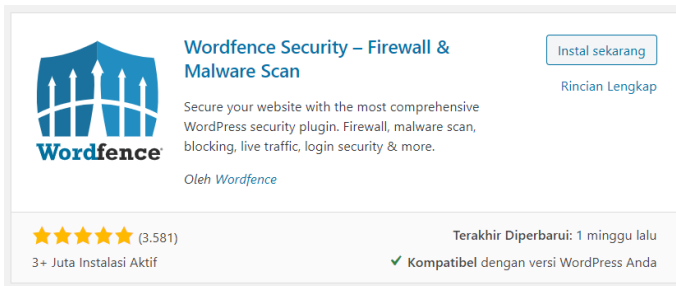 Wordfence Security – Firewall &
Malware Scan
Instal sekarang
Rincian Lengkap
Secure your website with the most comprehensive
WordPress security plugin. Firewall, malware scan,
blocking, live traffic, login security & more.
Oleh Wordfence
Wordfence
(3.581)
3+ Juta Instalasi Aktif
Terakhir Diperbarui: 1 minggu lalu
Kompatibel dengan versi WordPress Anda